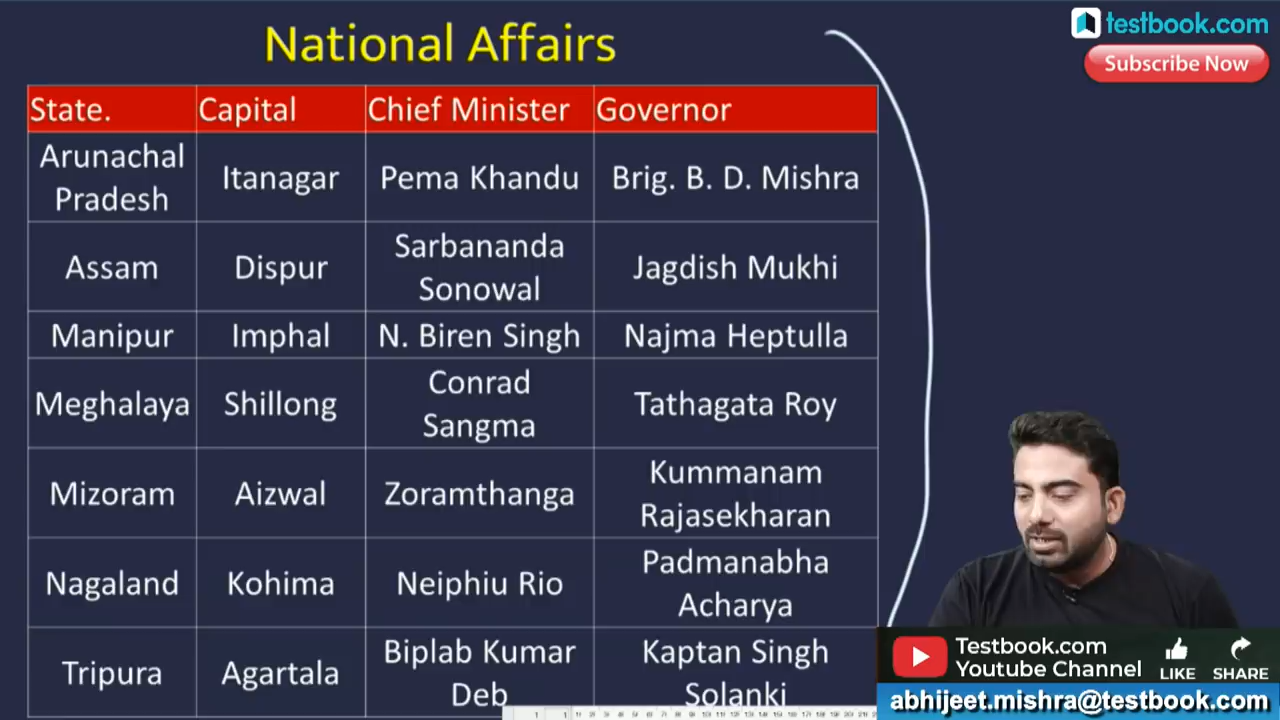 National Affairs
testbook.com
Subscribe Now
State. Capital Chief Minister Governor
Arunachal
Pradesh
Itanagar
Pema Khandu
Brig. B. D. Mishra
Assam
Dispur
Sarbananda
Sonowal
Jagdish Mukhi
Manipur
Imphal
N. Biren Singh
Najma Heptulla
Meghalaya
Shillong
Conrad
Sangma
Tathagata Roy
Mizoram
Aizwal
Zoramthanga
Kummanam
Rajasekharan
Nagaland
Kohima
Neiphiu Rio
Padmanabha
Acharya
Tripura
Agartala
Biplab Kumar
Deb
Kaptan Singh
Solanki
Testbook.com
Youtube Channel
LIKE
SHARE
abhijeet.mishra@testbook.com